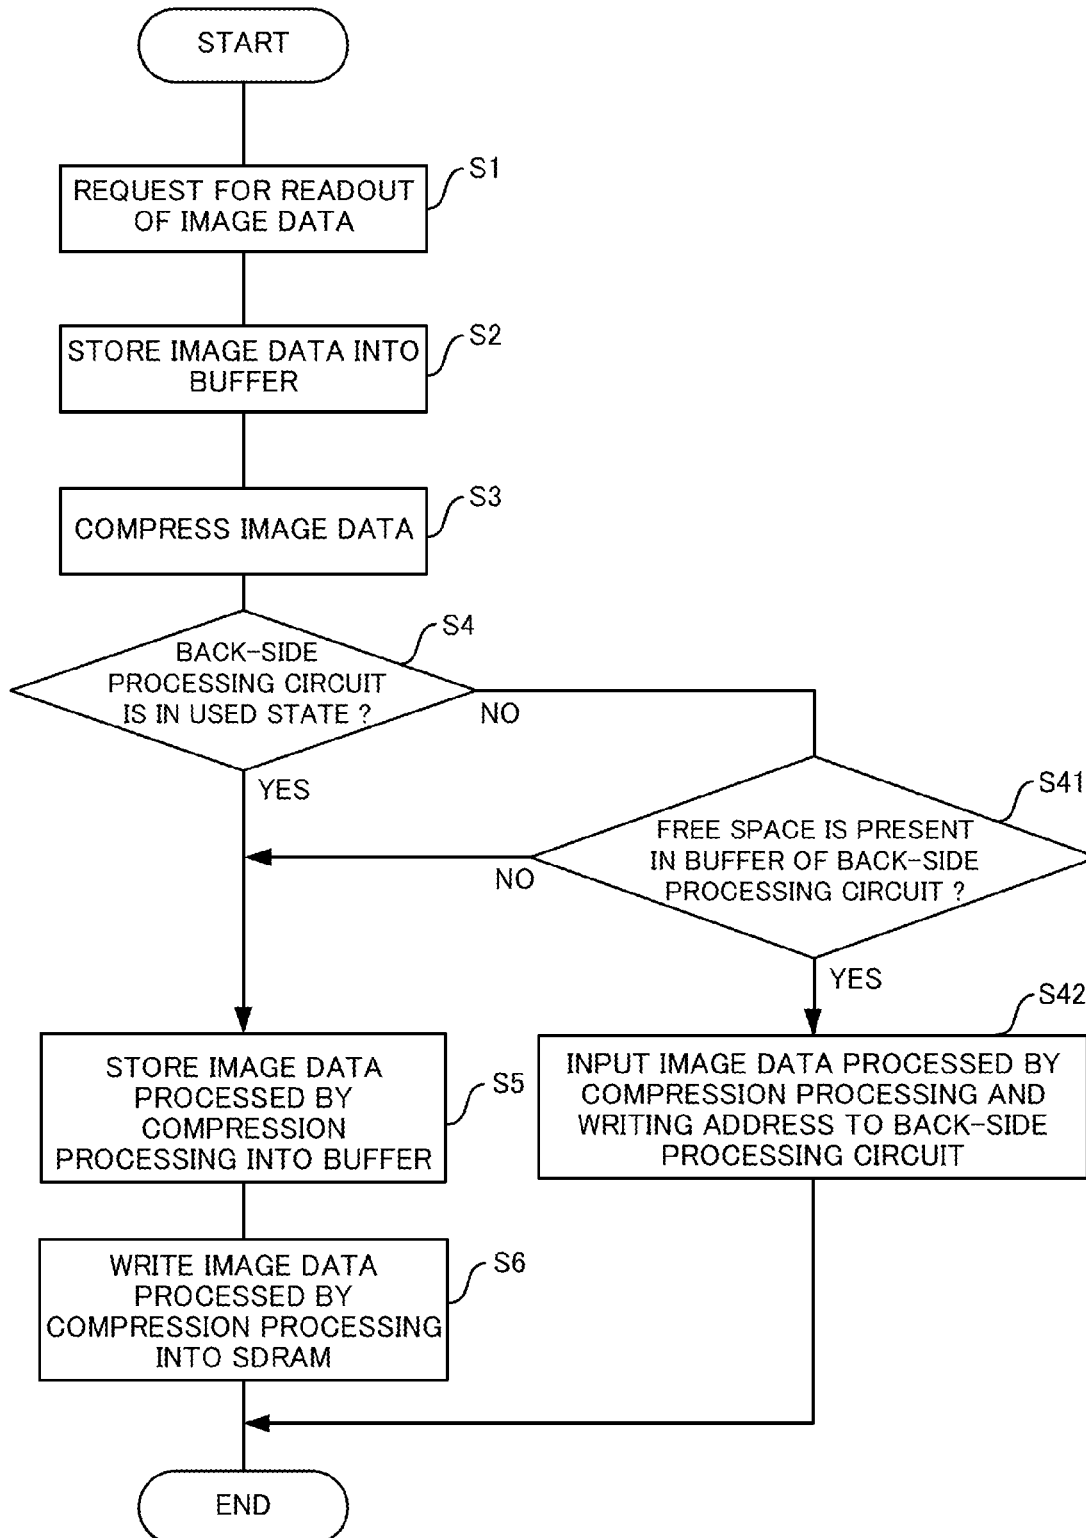 START
S1
REQUEST FOR READOUT
OF IMAGE DATA
S2
STORE IMAGE DATA INTO
BUFFER
S3
COMPRESS IMAGE DATA
S4
BACK-SIDE
PROCESSING CIRCUIT
IS IN USED STATE ?
NO
YES
S41
FREE SPACE IS PRESENT
IN BUFFER OF BACK-SIDE
PROCESSING CIRCUIT ?
NO
YES
S42
INPUT IMAGE DATA PROCESSED BY
COMPRESSION PROCESSING AND
WRITING ADDRESS TO BACK-SIDE
PROCESSING CIRCUIT
S5
STORE IMAGE DATA
PROCESSED BY
COMPRESSION
PROCESSING INTO BUFFER
S6
WRITE IMAGE DATA
PROCESSED BY
COMPRESSION PROCESSING
INTO SDRAM
END